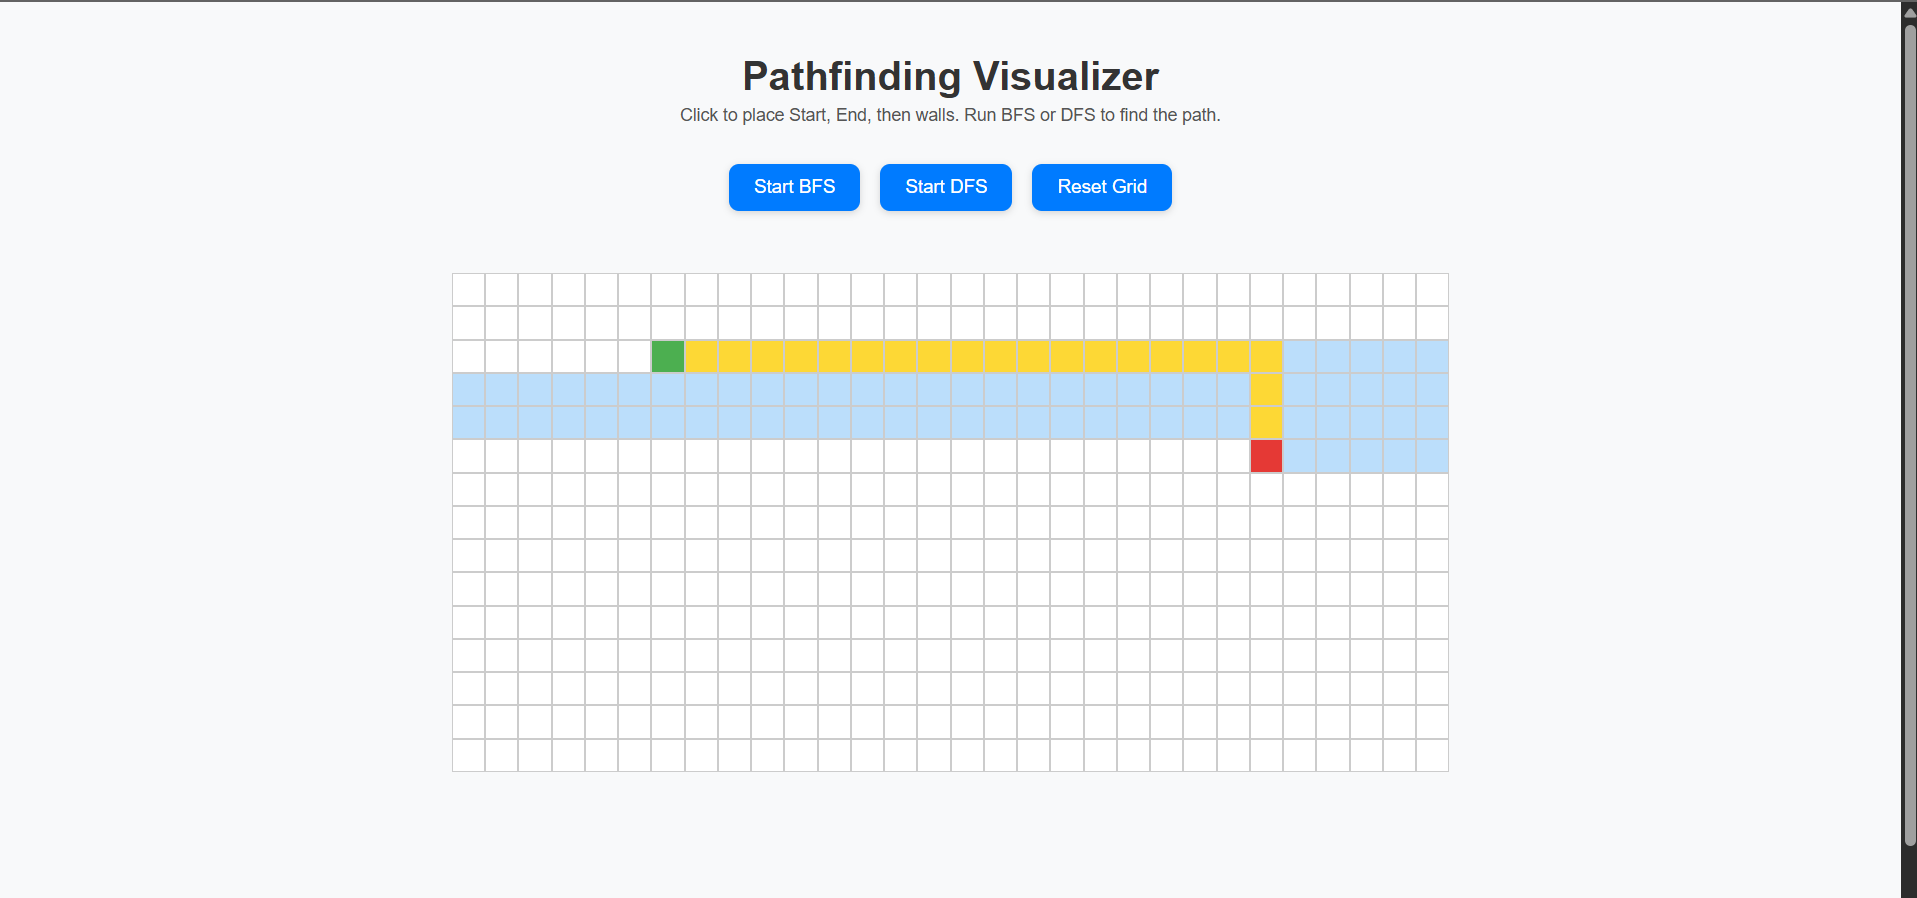 Pathfinding Visualizer
Click to place Start, End, then walls. Run BFS or DFS to find the path.
Start BFS
Start DFS
Reset Grid